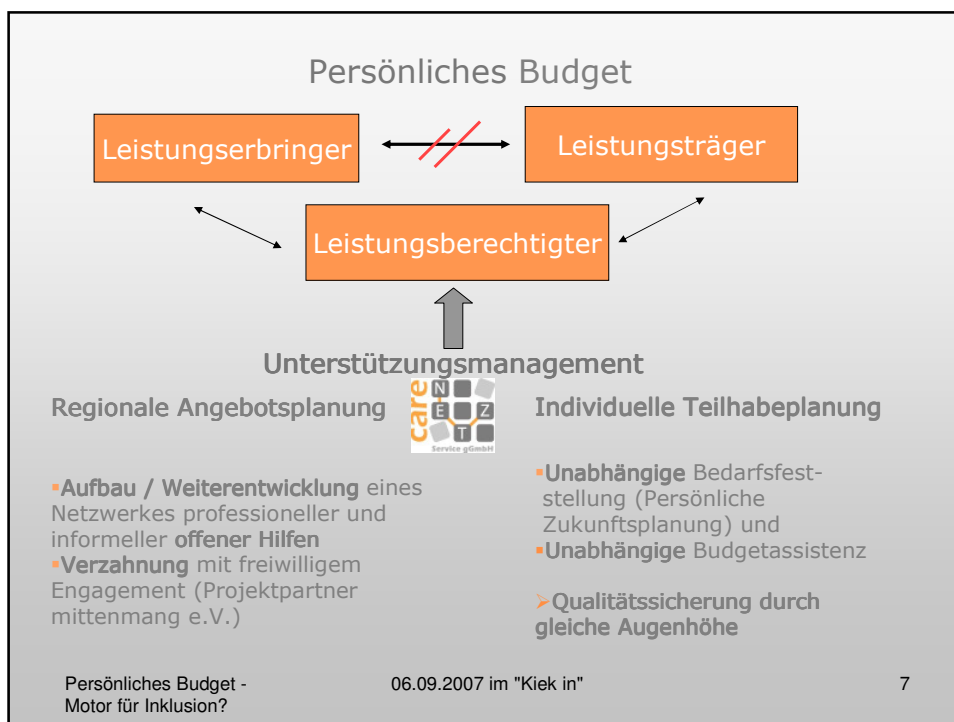 Persönliches Budget
Leistungserbringer
Leistungsträger
Leistungsberechtigter
Unterstützungsmanagement
Regionale Angebotsplanung
care
N
E Z
T
Service gGmbH
Individuelle Teilhabeplanung
▪Aufbau / Weiterentwicklung eines
Netzwerkes professioneller und
informeller offener Hilfen
▪Verzahnung mit freiwilligem
Engagement (Projektpartner
mittenmang e.V.)
▪Unabhängige Bedarfsfest-
stellung (Persönliche
Zukunftsplanung) und
▪Unabhängige Budgetassistenz
➢Qualitätssicherung durch
gleiche Augenhöhe
Persönliches Budget -
Motor für Inklusion?
06.09.2007 im "Kiek in"
7